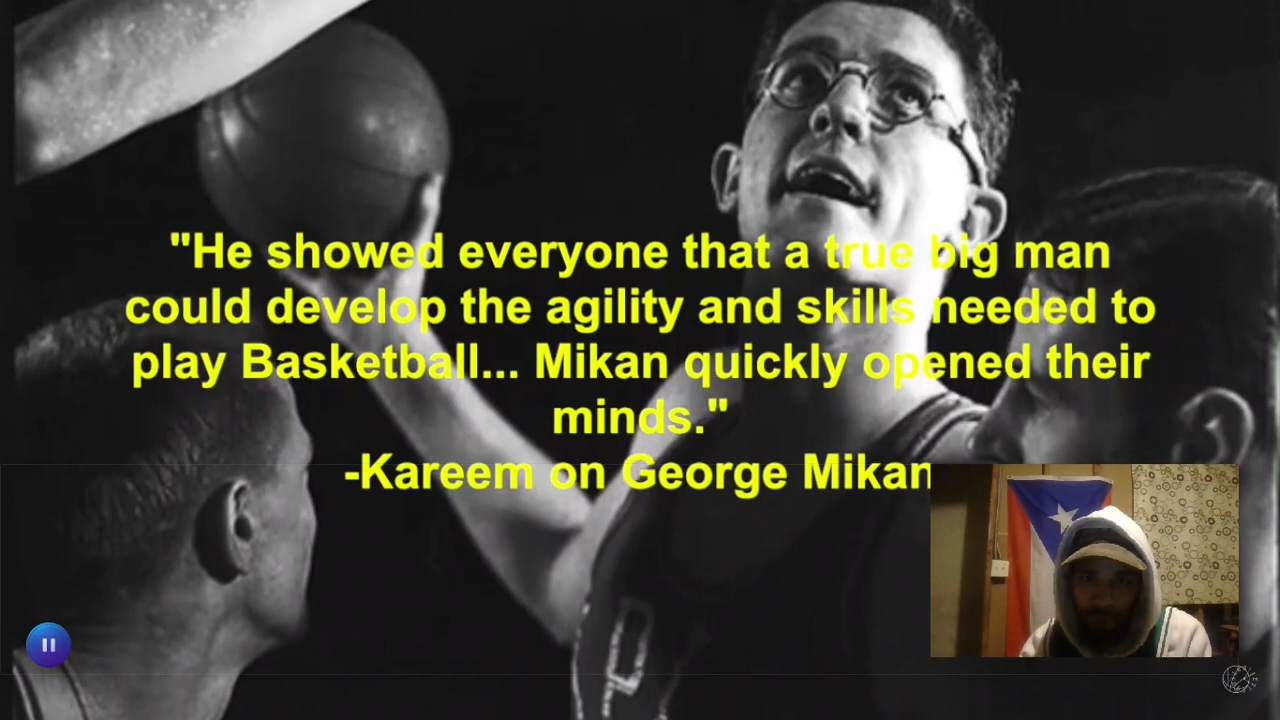 "He showed everyone that a true big man
could develop the agility and skills needed to
play Basketball... Mikan quickly opened their
minds."
-Kareem on George Mikan